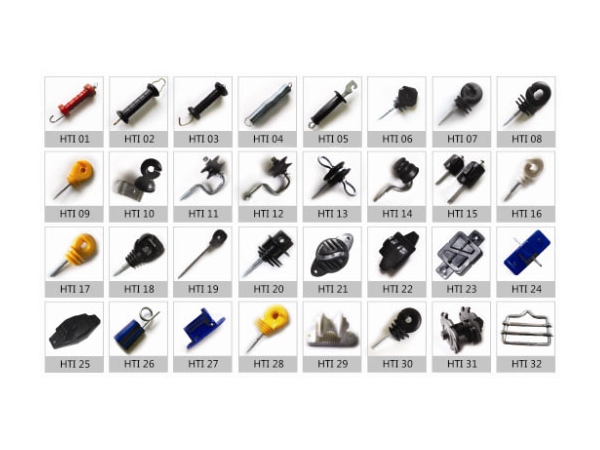 HTI 01 HTI 02 HTI 03 HTI 04 HTI 05 HTI 06 HTI 07 HTI 08
HTI 09 HTI 10 HTI 11 HTI 12 HTI 13 HTI 14 HTI 15 HTI 16
HTI 17 HTI 18 HTI 19 HTI 20 HTI 21 HTI 22 HTI 23 HTI 24
HTI 25 HTI 26 HTI 27 HTI 28 HTI 29 HTI 30 HTI 31 HTI 32